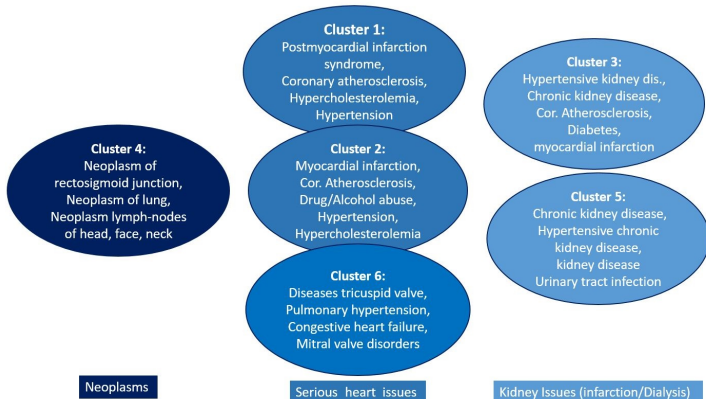 Cluster 1:
Postmyocardial infarction
syndrome,
Coronary atherosclerosis,
Hypercholesterolemia,
Hypertension
Cluster 3:
Hypertensive kidney dis.,
Chronic kidney disease,
Cor. Atherosclerosis,
Diabetes,
myocardial infarction
Cluster 4:
Neoplasm of
rectosigmoid junction,
Neoplasm of lung,
Neoplasm lymph-nodes
of head, face, neck
Cluster 2:
Myocardial infarction,
Cor. Atherosclerosis,
Drug/Alcohol abuse,
Hypertension,
Hypercholesterolemia
Cluster 5:
Chronic kidney disease,
Hypertensive chronic
kidney disease,
kidney disease
Urinary tract infection
Cluster 6:
Diseases tricuspid valve,
Pulmonary hypertension,
Congestive heart failure,
Mitral valve disorders
Neoplasms
Serious heart issues
Kidney Issues (infarction/Dialysis)